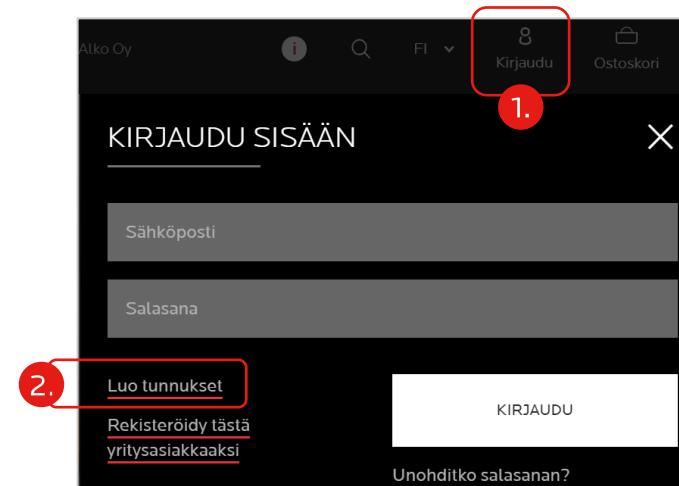 Alko Oy
i
FI
Kirjaudu
Ostoskori
1.
KIRJAUDU SISÄÄN
Sähköposti
Salasana
2.
Luo tunnukset
KIRJAUDU
Rekisteröidy tästä
yritysasiakkaaksi
Unohditko salasanan?